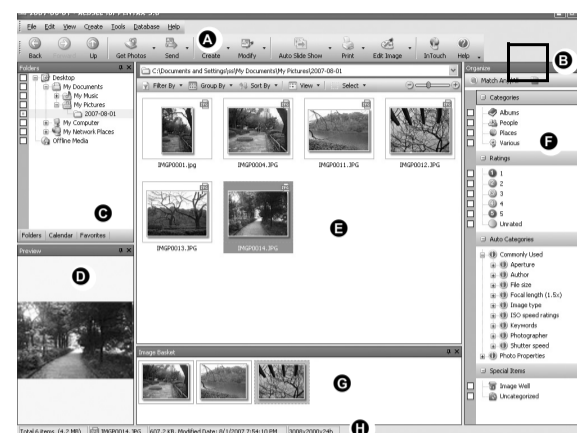 File Edit View Create Tools Database Help
A
Back
Up
Get Photos
Send
Create
Modify
Auto Slide Show
Print
Edit Image
InTouch
Help
B
Folders
Desktop
My Documents
My Music
My Pictures
2007-08-01
My Computer
My Network Places
Offline Media
C
Folders Calendar Favorites
Preview
D
C:\Documents and Settings\js\My Documents\My Pictures\2007-08-01
Filter By Group By Sort By View Select
IMGP0001.jpg IMGP0004.JPG IMGP0011.JPG IMGP0012.JPG
IMGP0013.JPG IMGP0014.JPG
E
Image Basket
G
Organize
Match Any
Categories
Albums
People
Places
Various
F
Ratings
1
2
3
4
5
Unrated
Auto Categories
Commonly Used
Aperture
Author
File size
Focal length (1.5x)
Image type
ISO speed ratings
Keywords
Photographer
Shutter speed
Photo Properties
Special Items
Image Well
Uncategorized
Total 6 items (4.2 MB) IMGP0014.JPG 607.2 KB, Modified Date: 8/1/2007 7:54:10 PM 3008x2000x24b
H